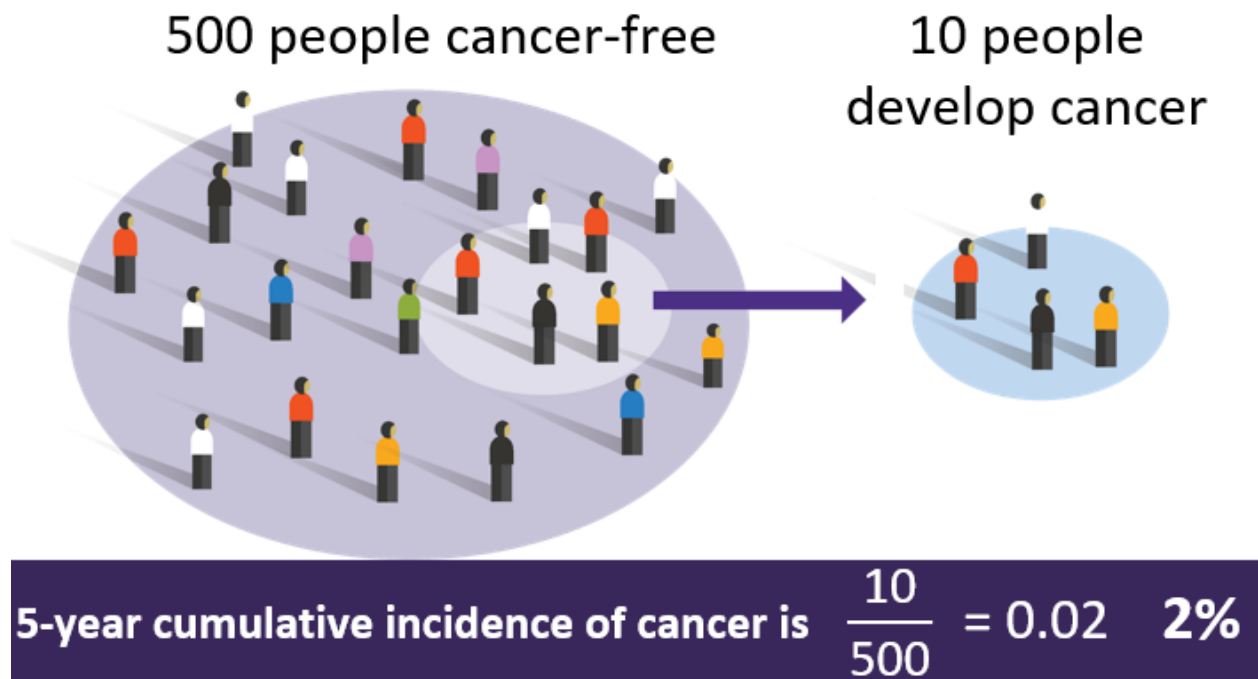 500 people cancer-free
10 people
develop cancer
5-year cumulative incidence of cancer is 10/500 = 0.02 2%